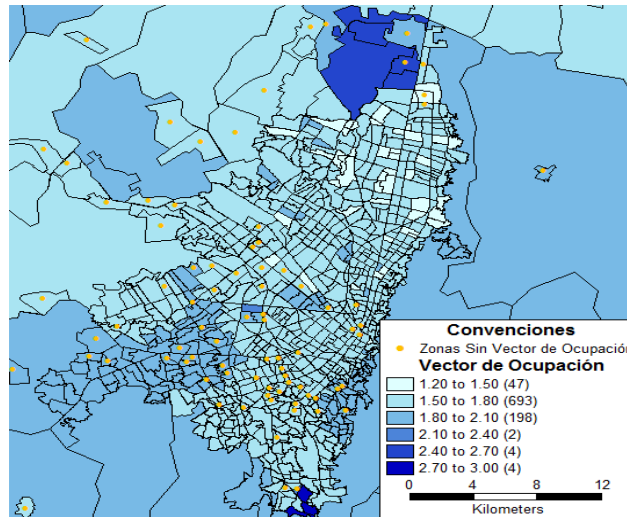 Convenciones
Zonas Sin Vector de Ocupación
Vector de Ocupación
1.20 to 1.50 (47)
1.50 to 1.80 (693)
1.80 to 2.10 (198)
2.10 to 2.40 (2)
2.40 to 2.70 (4)
2.70 to 3.00 (4)
0 4 8 12
Kilometers